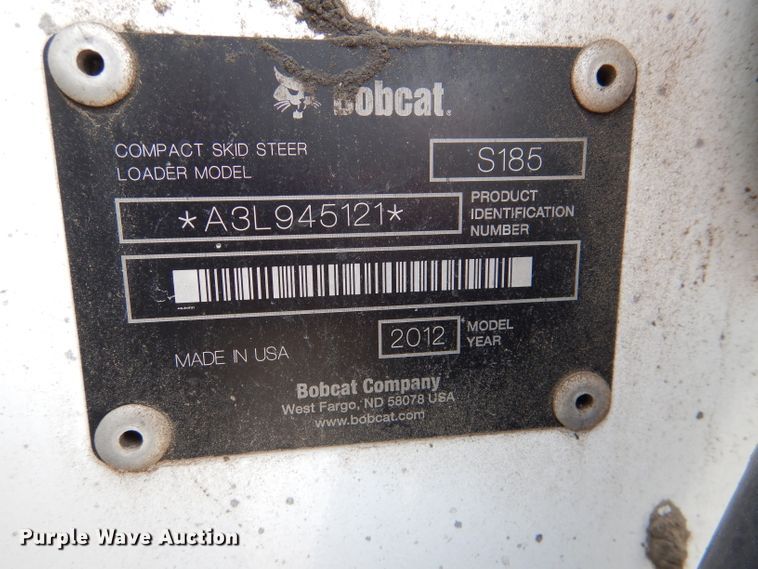 Bobcat.
COMPACT SKID STEER
LOADER MODEL
S185
*A3L945121*
PRODUCT
IDENTIFICATION
NUMBER
MADE IN USA
2012
MODEL
YEAR
Bobcat Company
West Fargo, ND 58078 USA
www.bobcat.com
Purple Wave Auction